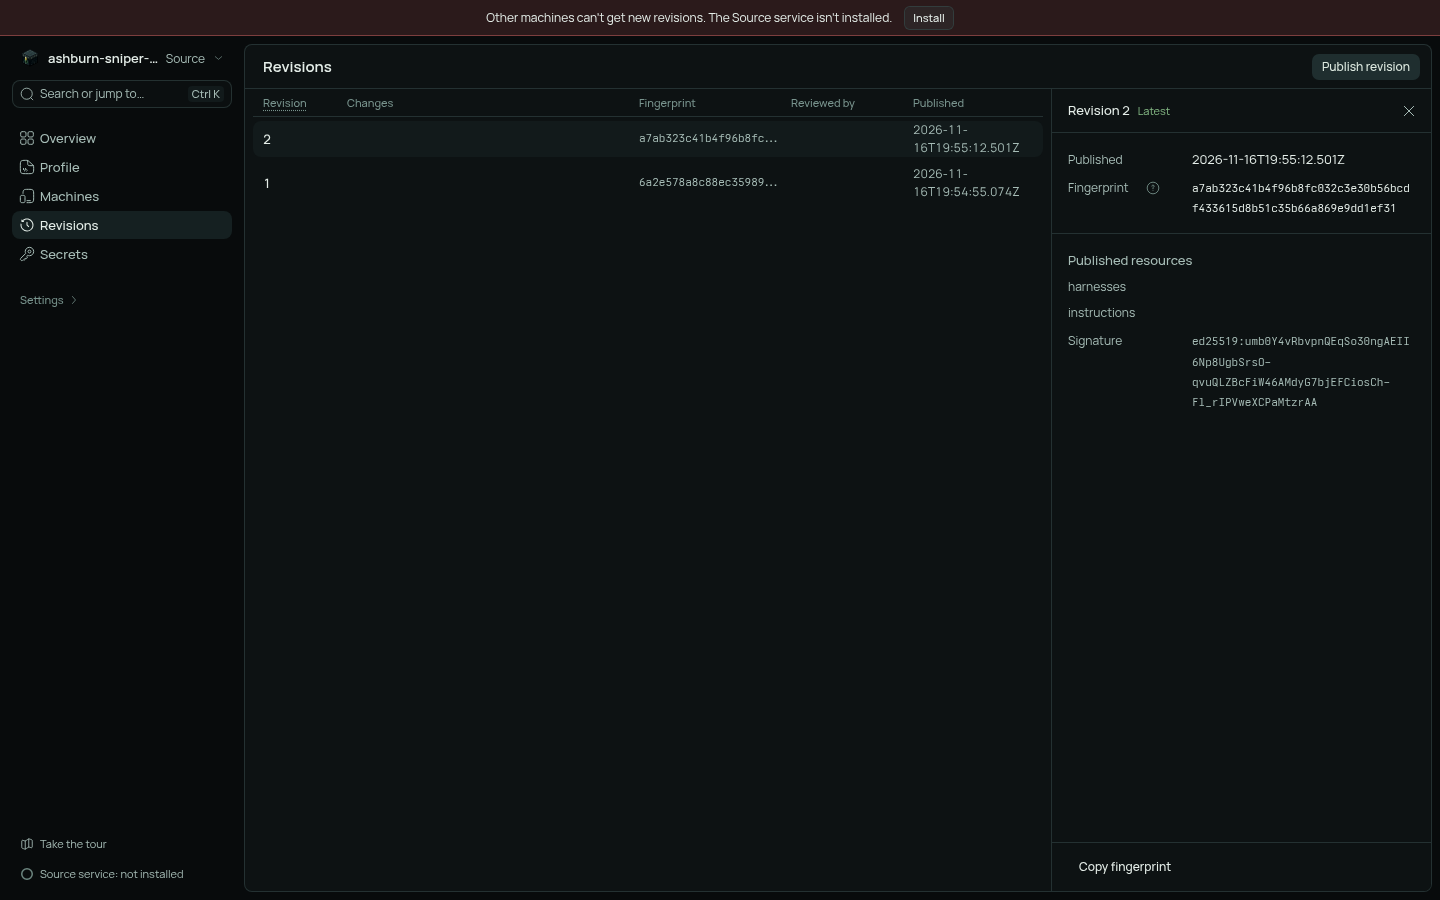 Other machines can't get new revisions. The Source service isn't installed.
Install
ashburn-sniper-...
Source
Search or jump to...
Ctrl K
Overview
Profile
Machines
Revisions
Secrets
Settings
Take the tour
Source service: not installed
Revisions
Publish revision
Revision
Changes
Fingerprint
Reviewed by
Published
2
a7ab323c41b4f96b8fc...
2026-11-
16T19:55:12.501Z
1
6a2e578a8c88ec35989...
2026-11-
16T19:54:55.074Z
Revision 2
Latest
Published
2026-11-16T19:55:12.501Z
Fingerprint
?
a7ab323c41b4f96b8fc032c3e30b56bcd
f433615d8b51c35b66a869e9dd1ef31
Published resources
harnesses
instructions
Signature
ed25519:umb0Y4vRbvpnQEqSo30ngAEII
6Np8UgbSrsO-
qvuQLZBcFiW46AMdyG7bjEFCiosCh-
Fl_rIPVweXCPaMtzrAA
Copy fingerprint